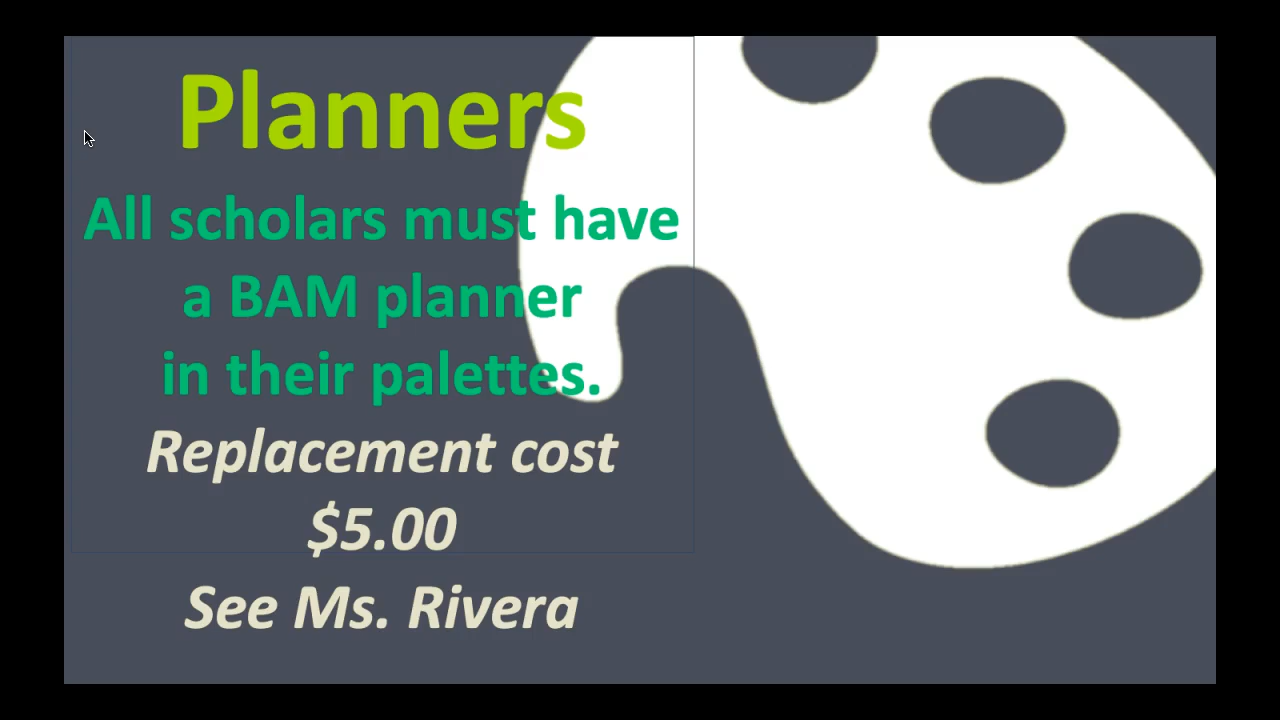 Planners
All scholars must have
a BAM planner
in their palettes.
Replacement cost
$5.00
See Ms. Rivera